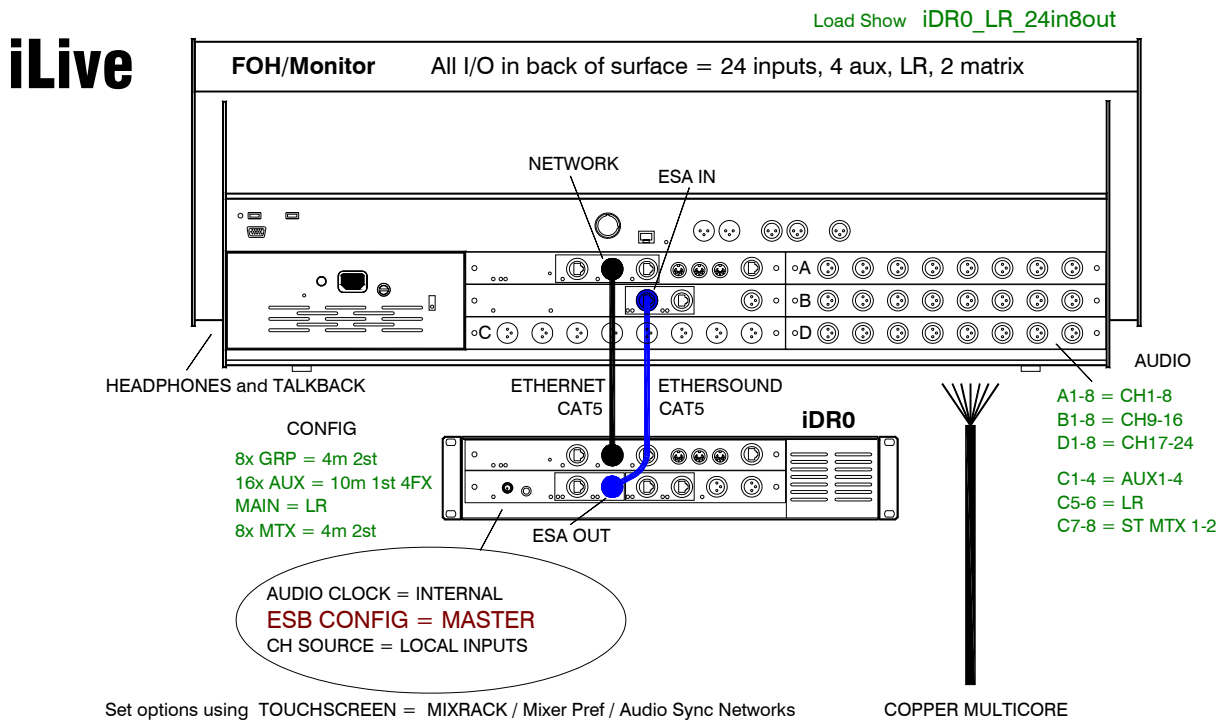 Load Show iDR0_LR_24in8out
iLive
FOH/Monitor All I/O in back of surface = 24 inputs, 4 aux, LR, 2 matrix
NETWORK
ESA IN
A
B
C
D
HEADPHONES and TALKBACK
ETHERNET
CAT5
ETHERSOUND
CAT5
AUDIO
A1-8 = CH1-8
B1-8 = CH9-16
D1-8 = CH17-24
C1-4 = AUX1-4
C5-6 = LR
C7-8 = ST MTX 1-2
iDR0
CONFIG
8x GRP = 4m 2st
16x AUX = 10m 1st 4FX
MAIN = LR
8x MTX = 4m 2st
ESA OUT
AUDIO CLOCK = INTERNAL
ESB CONFIG = MASTER
CH SOURCE = LOCAL INPUTS
Set options using TOUCHSCREEN = MIXRACK / Mixer Pref / Audio Sync Networks
COPPER MULTICORE